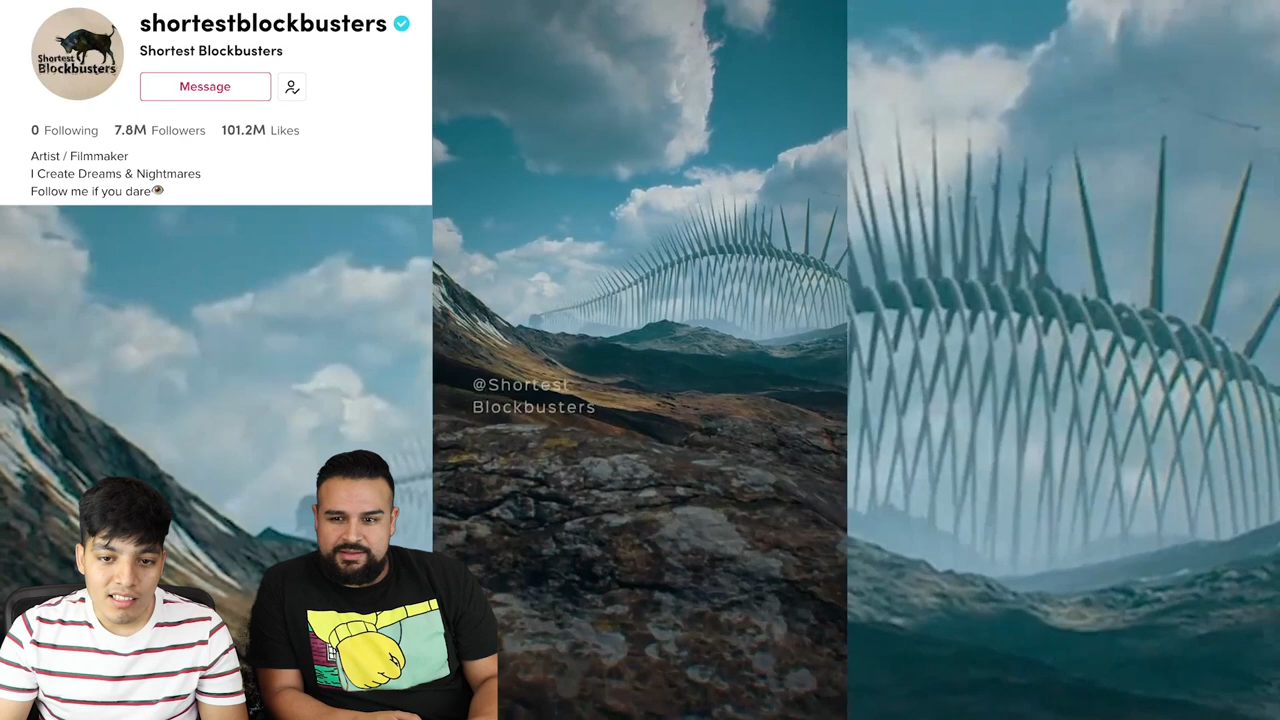 shortestblockbusters
Shortest Blockbusters
Shortest
Blockbusters
Message
0 Following 7.8M Followers 101.2M Likes
Artist / Filmmaker
I Create Dreams & Nightmares
Follow me if you dare👁
@Shortest
Blockbusters